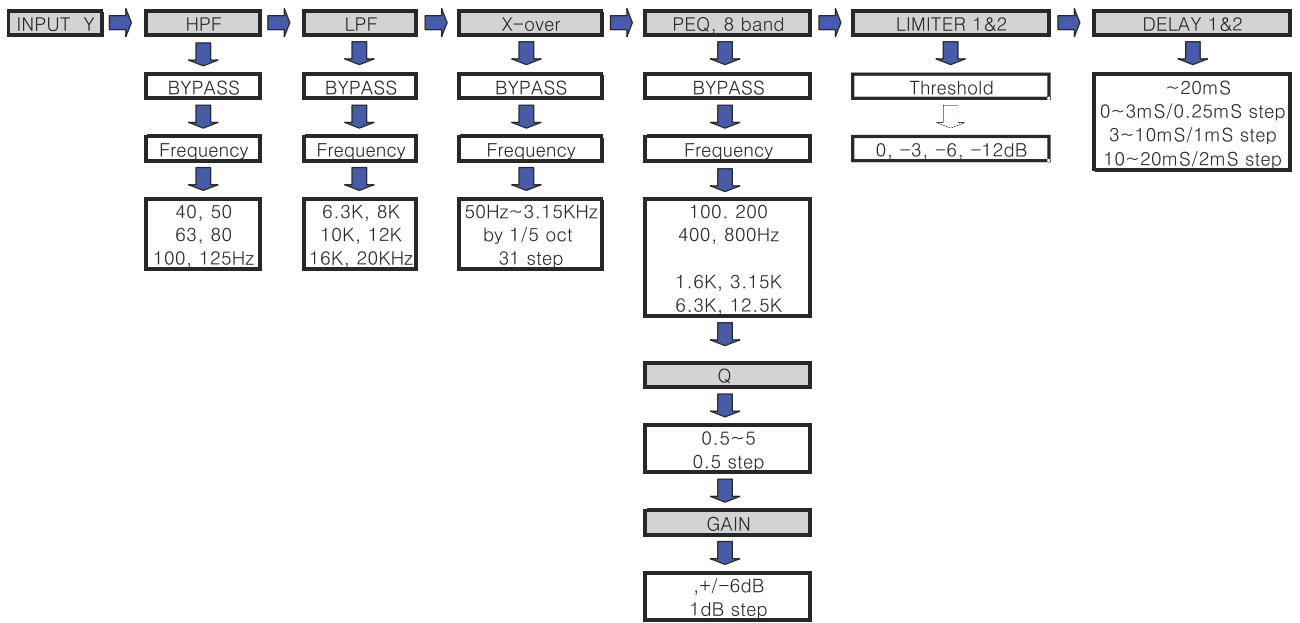 INPUT Y
HPF
LPF
X-over
PEQ, 8 band
LIMITER 1&2
DELAY 1&2
BYPASS
BYPASS
BYPASS
BYPASS
Threshold
~20mS
0~3mS/0.25mS step
3~10mS/1mS step
10~20mS/2mS step
Frequency
Frequency
Frequency
Frequency
0, -3, -6, -12dB
40, 50
63, 80
100, 125Hz
6.3K, 8K
10K, 12K
16K, 20KHz
50Hz~3.15KHz
by 1/5 oct
31 step
100. 200
400, 800Hz
1.6K, 3.15K
6.3K, 12.5K
Q
0.5~5
0.5 step
GAIN
,+/-6dB
1dB step